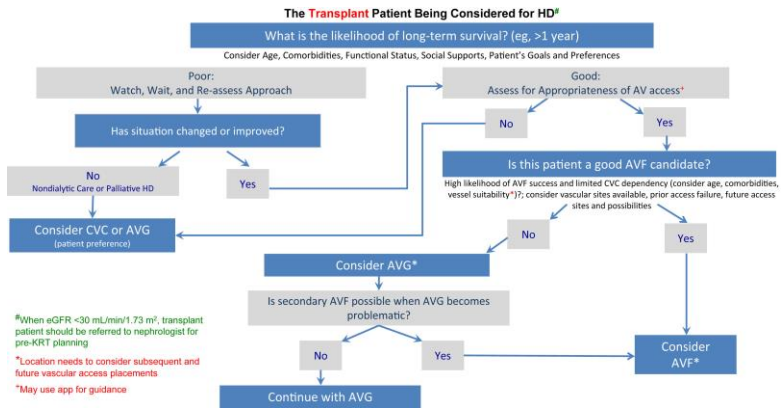 The Transplant Patient Being Considered for HD#
What is the likelihood of long-term survival? (eg, >1 year)
Consider Age, Comorbidities, Functional Status, Social Supports, Patient's Goals and Preferences
Poor:
Watch, Wait, and Re-assess Approach
Good:
Assess for Appropriateness of AV access+
Has situation changed or improved?
No
Yes
No
Nondialytic Care or Palliative HD
Yes
Is this patient a good AVF candidate?
High likelihood of AVF success and limited CVC dependency (consider age, comorbidities,
vessel suitability+)?; consider vascular sites available, prior access failure, future access
sites and possibilities
Consider CVC or AVG
(patient preference)
No
Yes
Consider AVG*
Is secondary AVF possible when AVG becomes
problematic?
#When eGFR <30 mL/min/1.73 m², transplant
patient should be referred to nephrologist for
pre-KRT planning
*Location needs to consider subsequent and
future vascular access placements
+May use app for guidance
No
Yes
Consider
AVF*
Continue with AVG